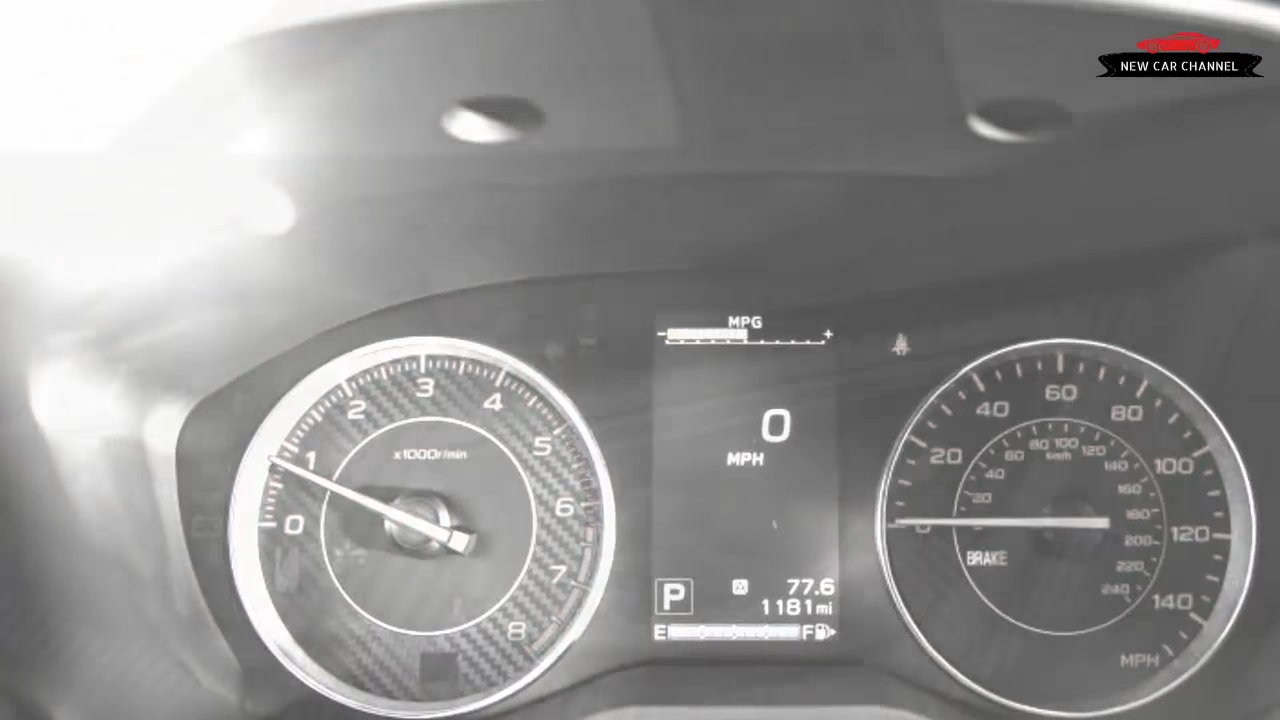 NEW CAR CHANNEL
MPG
- +
0
MPH
P
A 77.6
1181 mi
E F
0 1 2 3 4 5 6 7 8
x1000r/min
0 20 40 60 80 100 120 140
MPH
20 40 60 80 100 120 140 160 180 200 220 240
km/h
BRAKE